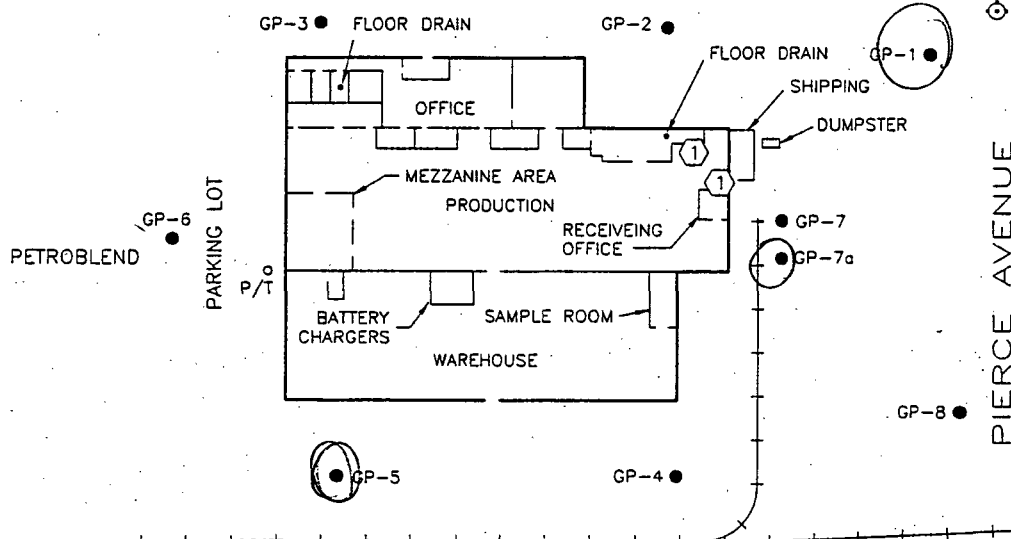 GP-3
FLOOR DRAIN
GP-2
FLOOR DRAIN
GP-1
SHIPPING
DUMPSTER
OFFICE
1
1
MEZZANINE AREA
PRODUCTION
RECEIVEING
OFFICE
GP-6
PETROBLEND
PARKING LOT
P/T
GP-7
GP-7a
BATTERY
CHARGERS
SAMPLE ROOM
WAREHOUSE
PIERCE AVENUE
GP-8
GP-5
GP-4